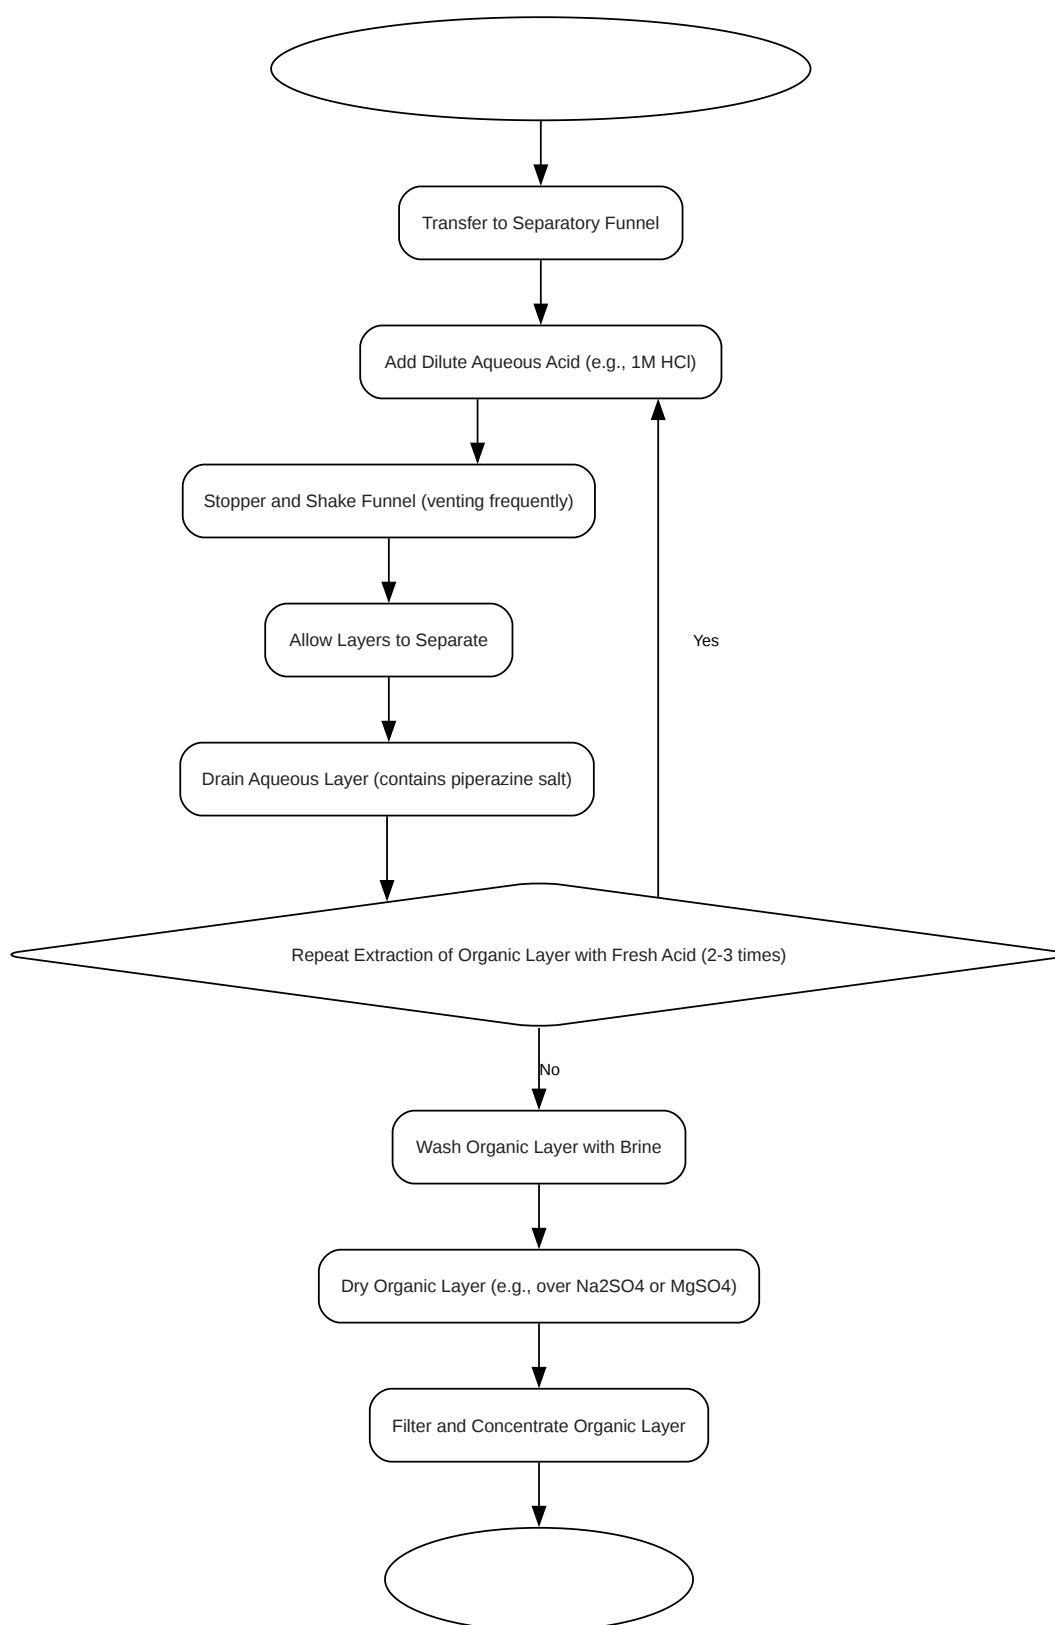 Transfer to Separatory Funnel
Add Dilute Aqueous Acid (e.g., 1M HCl)
Stopper and Shake Funnel (venting frequently)
Allow Layers to Separate
Yes
Drain Aqueous Layer (contains piperazine salt)
Repeat Extraction of Organic Layer with Fresh Acid (2-3 times)
No
Wash Organic Layer with Brine
Dry Organic Layer (e.g., over Na2SO4 or MgSO4)
Filter and Concentrate Organic Layer